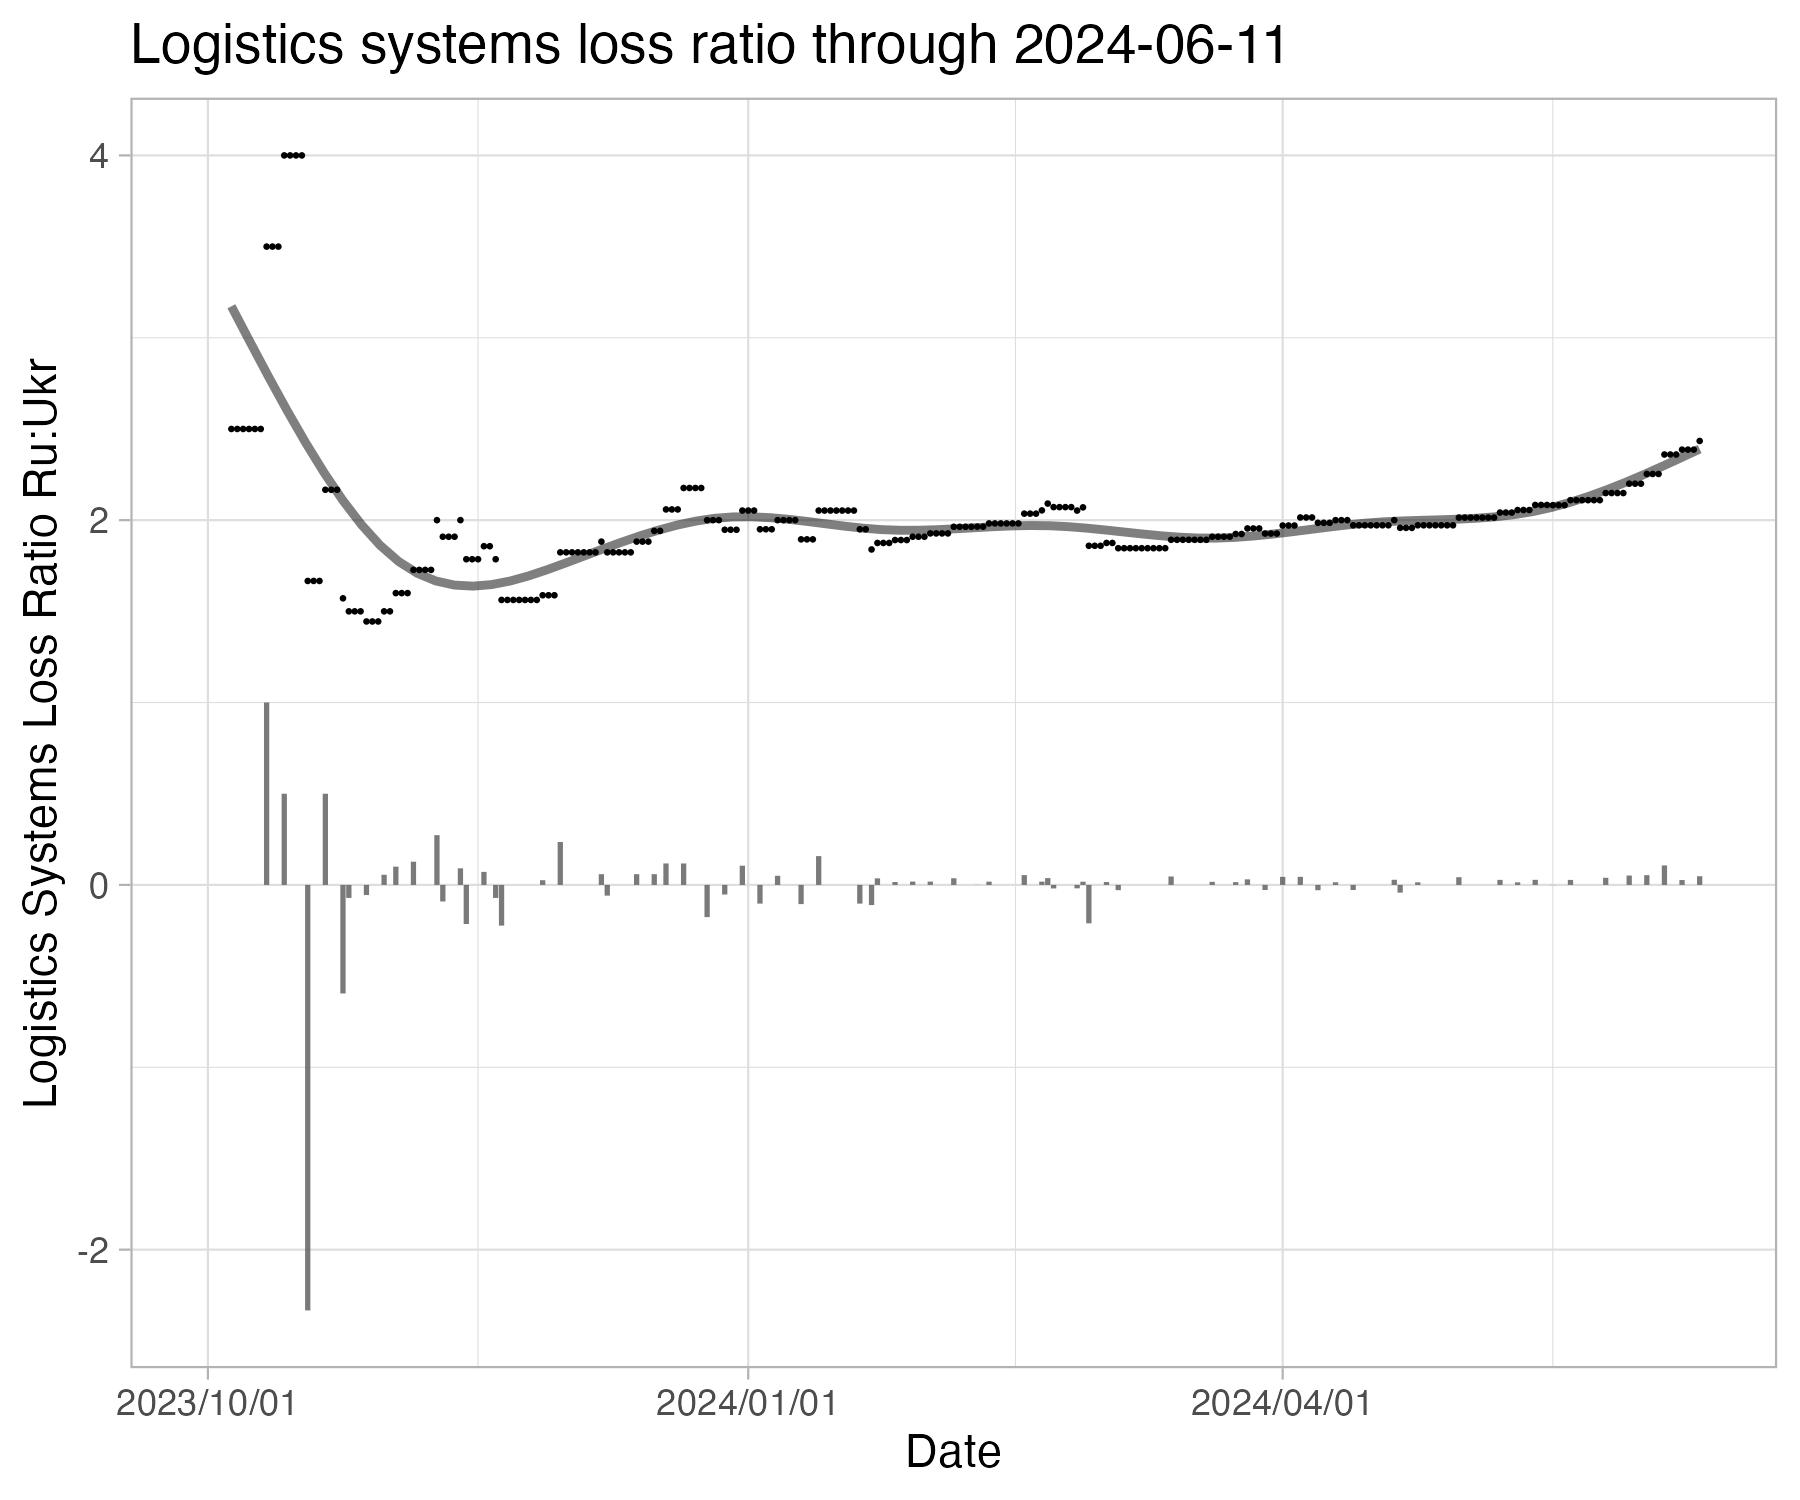 Logistics systems loss ratio through 2024-06-11
Logistics Systems Loss Ratio Ru:Ukr
4
2
0
-2
2023/10/01
2024/01/01
2024/04/01
Date